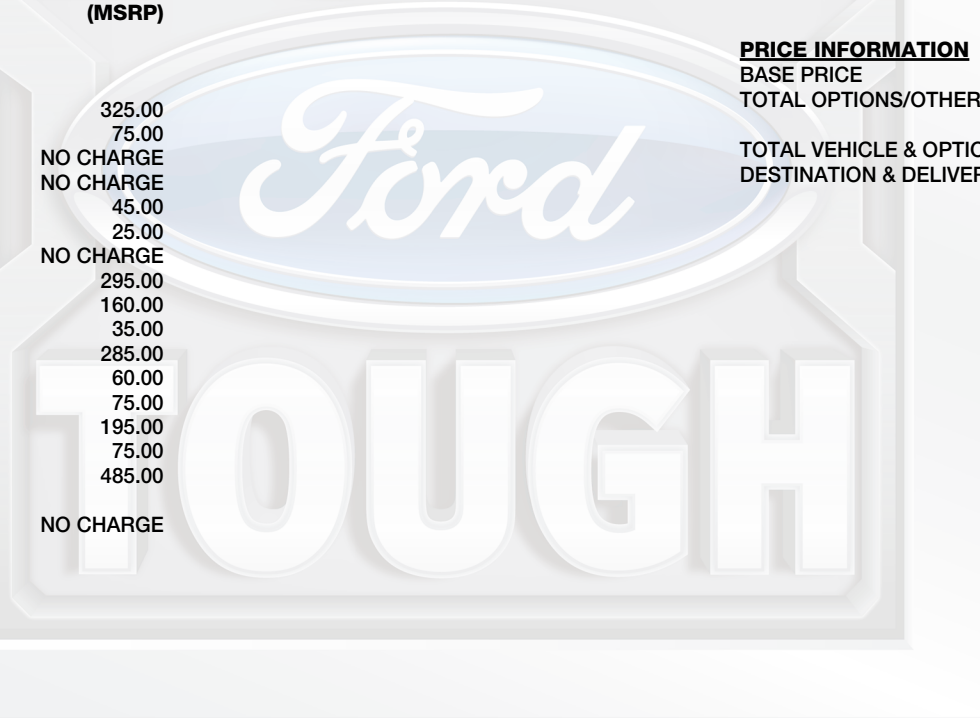 (MSRP)
325.00
75.00
NO CHARGE
NO CHARGE
45.00
25.00
NO CHARGE
295.00
160.00
35.00
285.00
60.00
75.00
195.00
75.00
485.00
NO CHARGE
PRICE INFORMATION
BASE PRICE
TOTAL OPTIONS/OTHER
TOTAL VEHICLE & OPTIO
DESTINATION & DELIVER
Ford
TOUGH